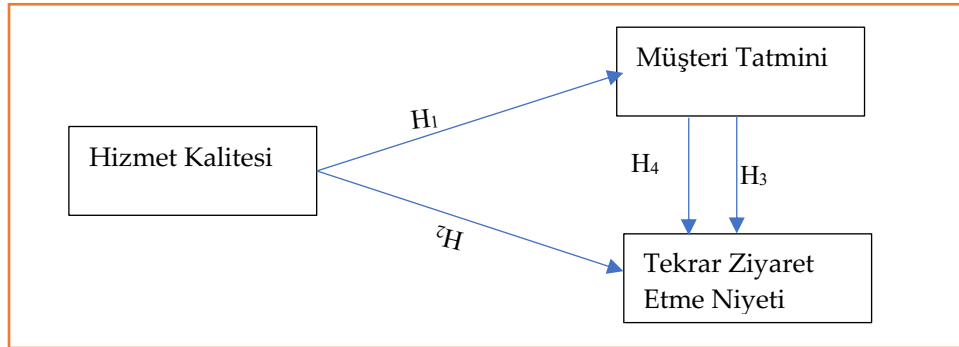 Müşteri Tatmini
H1
Hizmet Kalitesi
H4
H3
H2
Tekrar Ziyaret
Etme Niyeti